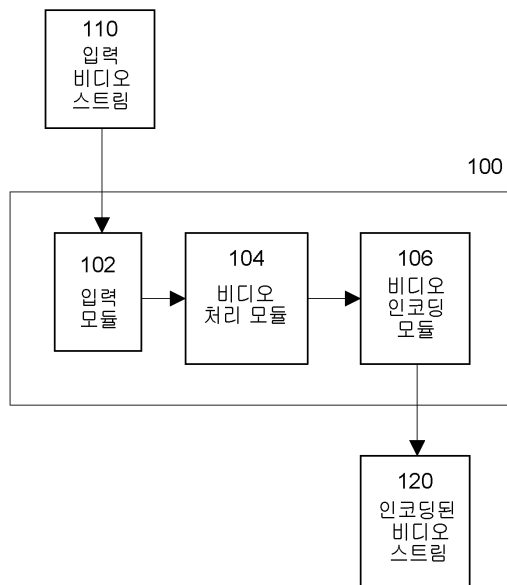 110
입력
비디오
스트림
100
102
입력
모듈
104
비디오
처리 모듈
106
비디오
인코딩
모듈
120
인코딩된
비디오
스트림